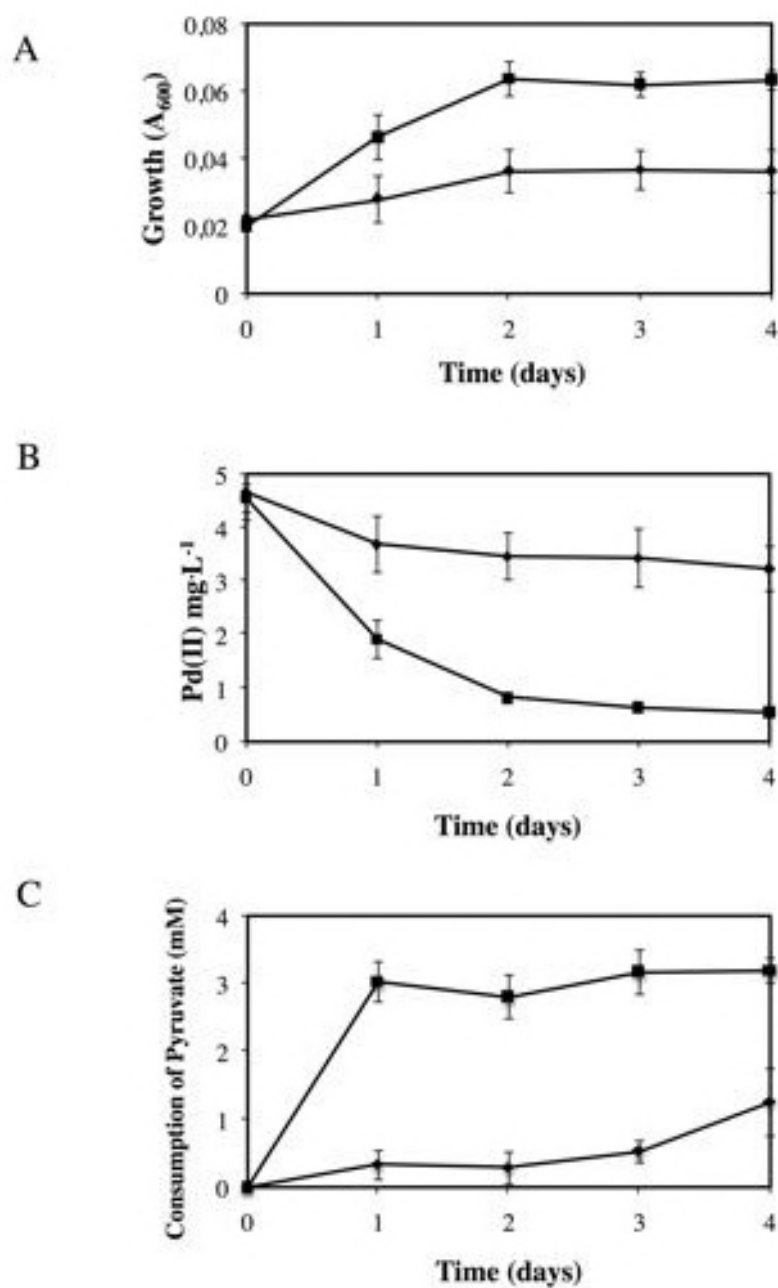 A
0,08
0,06
0,04
0,02
0
Growth (A600)
0 1 2 3 4
Time (days)
B
5
4
3
2
1
0
Pd(II) mg·L-1
0 1 2 3 4
Time (days)
C
4
3
2
1
0
Consumption of Pyruvate (mM)
0 1 2 3 4
Time (days)